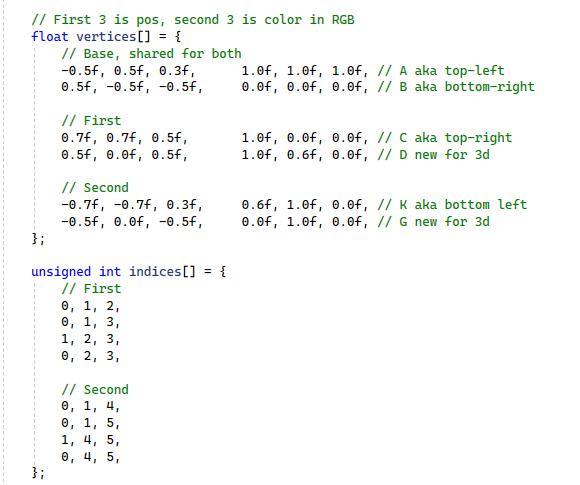 // First 3 is pos, second 3 is color in RGB
float vertices[] = {
// Base, shared for both
-0.5f, 0.5f, 0.3f, 1.0f, 1.0f, 1.0f, // A aka top-left
0.5f, -0.5f, -0.5f, 0.0f, 0.0f, 0.0f, // B aka bottom-right
// First
0.7f, 0.7f, 0.5f, 1.0f, 0.0f, 0.0f, // C aka top-right
0.5f, 0.0f, 0.5f, 1.0f, 0.6f, 0.0f, // D new for 3d
// Second
-0.7f, -0.7f, 0.3f, 0.6f, 1.0f, 0.0f, // K aka bottom left
-0.5f, 0.0f, -0.5f, 0.0f, 1.0f, 0.0f, // G new for 3d
};
unsigned int indices[] = {
// First
0, 1, 2,
0, 1, 3,
1, 2, 3,
0, 2, 3,
// Second
0, 1, 4,
0, 1, 5,
1, 4, 5,
0, 4, 5,
};